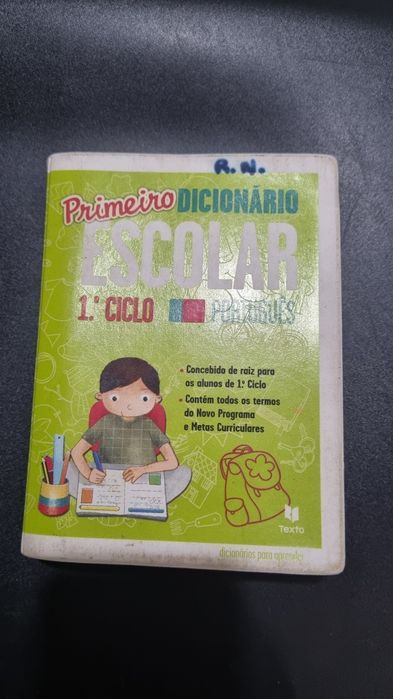 R.N.
Primeiro DICIONÁRIO
ESCOLAR
1.º CICLO PORTUGUÊS
• Concebido de raiz para
os alunos de 1.º Ciclo
• Contém todos os termos
do Novo Programa
e Metas Curriculares
Texto
dicionários para aprender